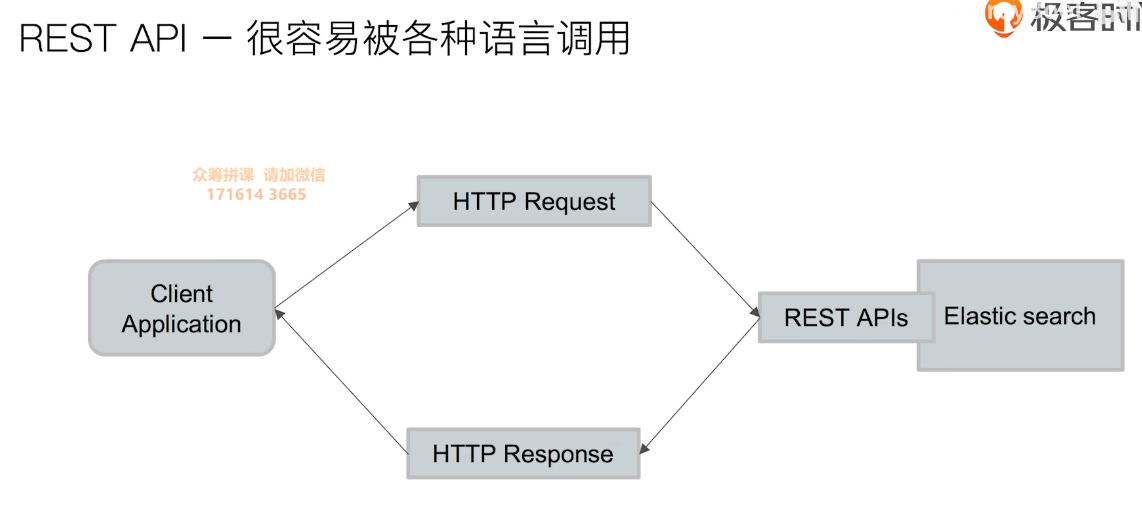 REST API － 很容易被各种语言调用
极客时
众筹拼课 请加微信
171614 3665
HTTP Request
Client
Application
REST APIs
Elastic search
HTTP Response